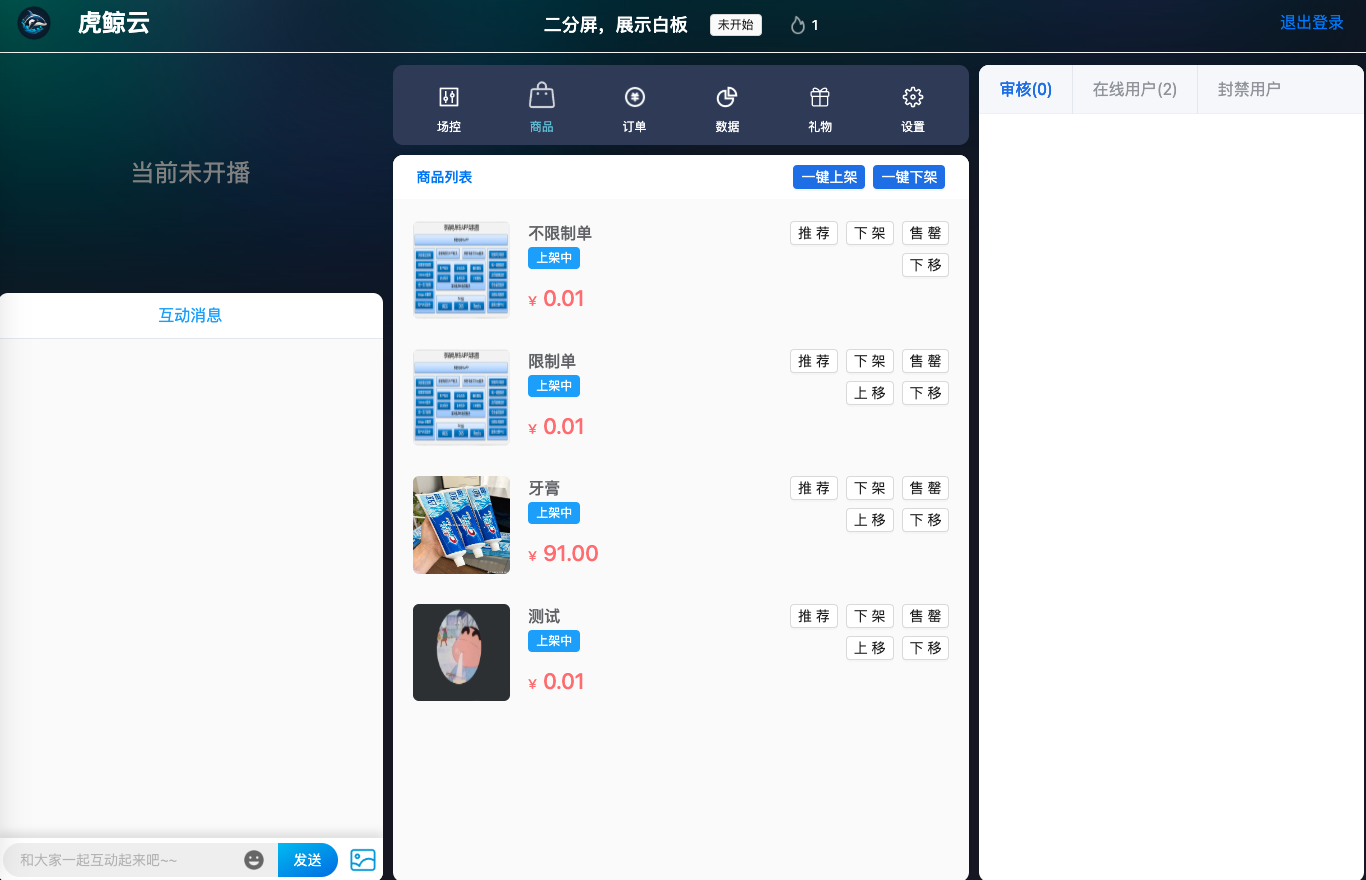 虎鲸云
二分屏，展示白板 未开始 1
退出登录
当前未开播
互动消息
和大家一起互动起来吧~~ 发送
场控 商品 订单 数据 礼物 设置
商品列表 一键上架 一键下架
不限制单 推荐 下架 售罄
上架中 下移
¥ 0.01
限制单 推荐 下架 售罄
上架中 上移 下移
¥ 0.01
牙膏 推荐 下架 售罄
上架中 上移 下移
¥ 91.00
测试 推荐 下架 售罄
上架中 上移 下移
¥ 0.01
审核(0) 在线用户(2) 封禁用户